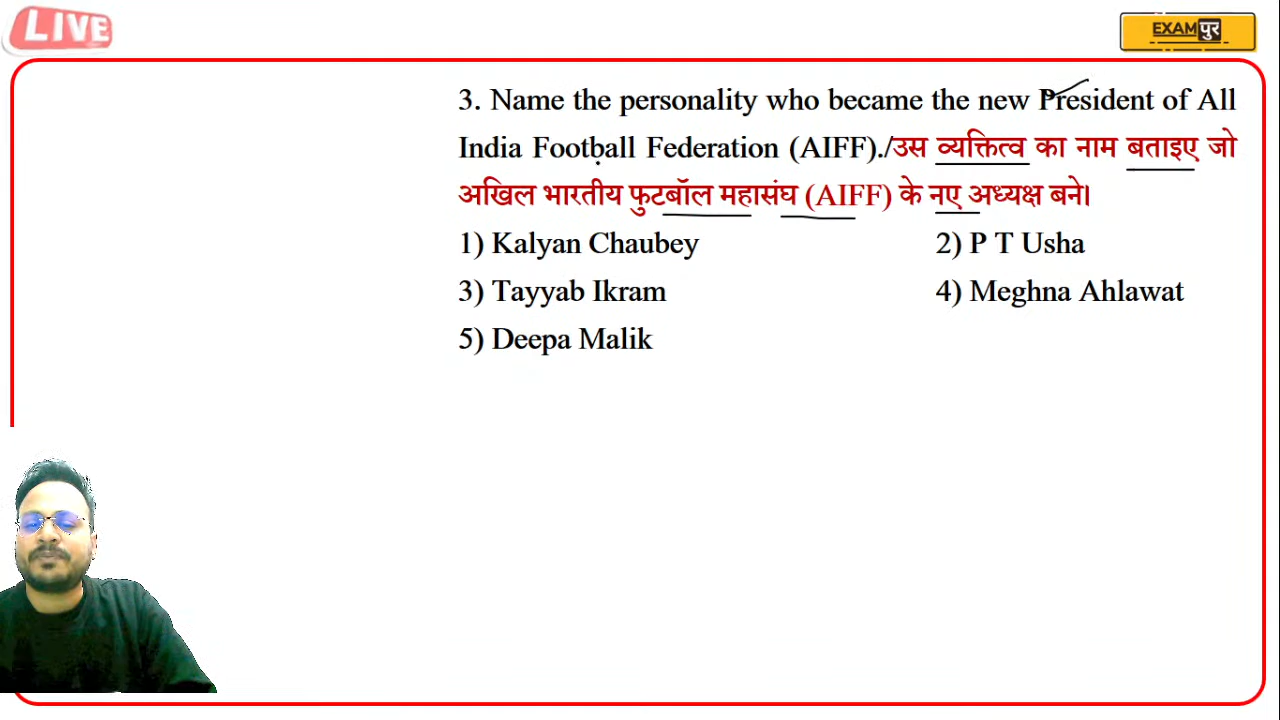 LIVE
EXAMपुर
3. Name the personality who became the new President of All
India Football Federation (AIFF)./उस व्यक्तित्व का नाम बताइए जो
अखिल भारतीय फुटबॉल महासंघ (AIFF) के नए अध्यक्ष बने।
1) Kalyan Chaubey 2) P T Usha
3) Tayyab Ikram 4) Meghna Ahlawat
5) Deepa Malik